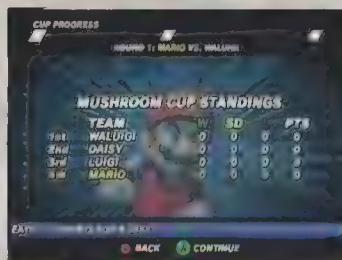 CUP PROGRESS
ROUND 1: MARIO VS. WALUIGI
MUSHROOM CUP STANDINGS
TEAM W SD PTS
1st WALUIGI 0 0 0 0
2nd DAISY 0 0 0 0
3rd LUIGI 0 0 0 0
MARIO 0 0 0 0
B BACK A CONTINUE